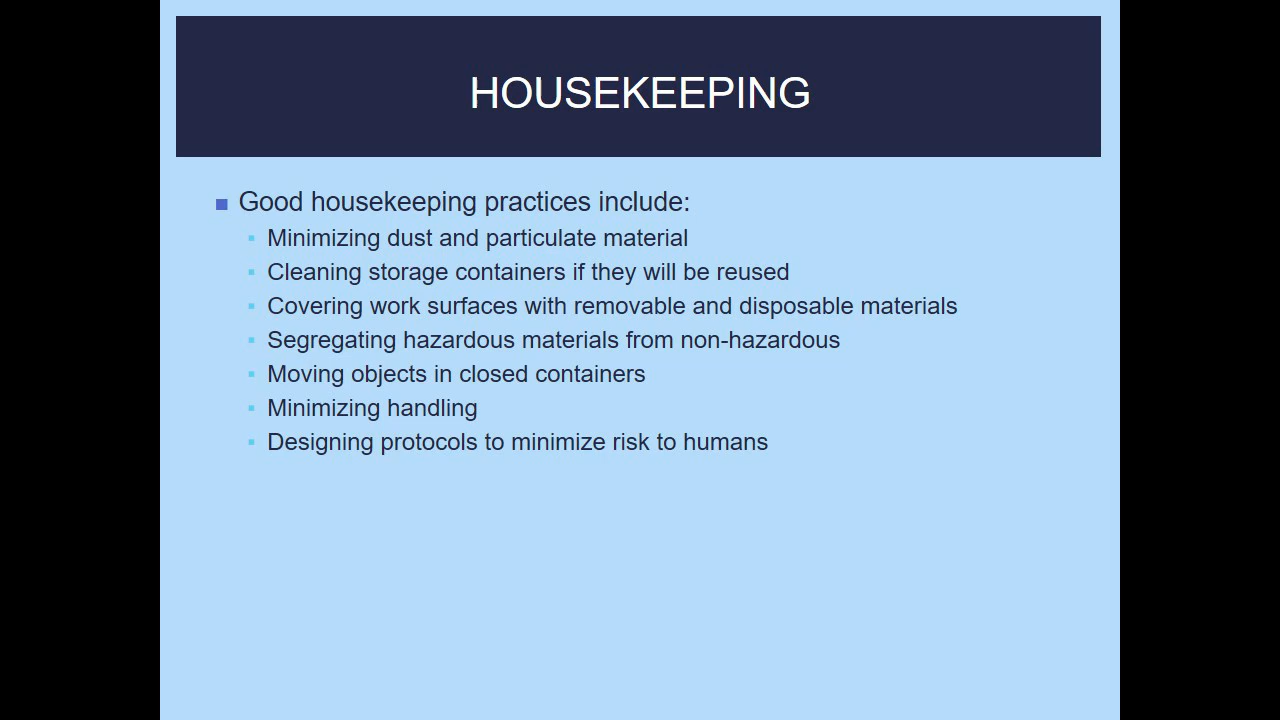 HOUSEKEEPING
Good housekeeping practices include:
Minimizing dust and particulate material
Cleaning storage containers if they will be reused
Covering work surfaces with removable and disposable materials
Segregating hazardous materials from non-hazardous
Moving objects in closed containers
Minimizing handling
Designing protocols to minimize risk to humans